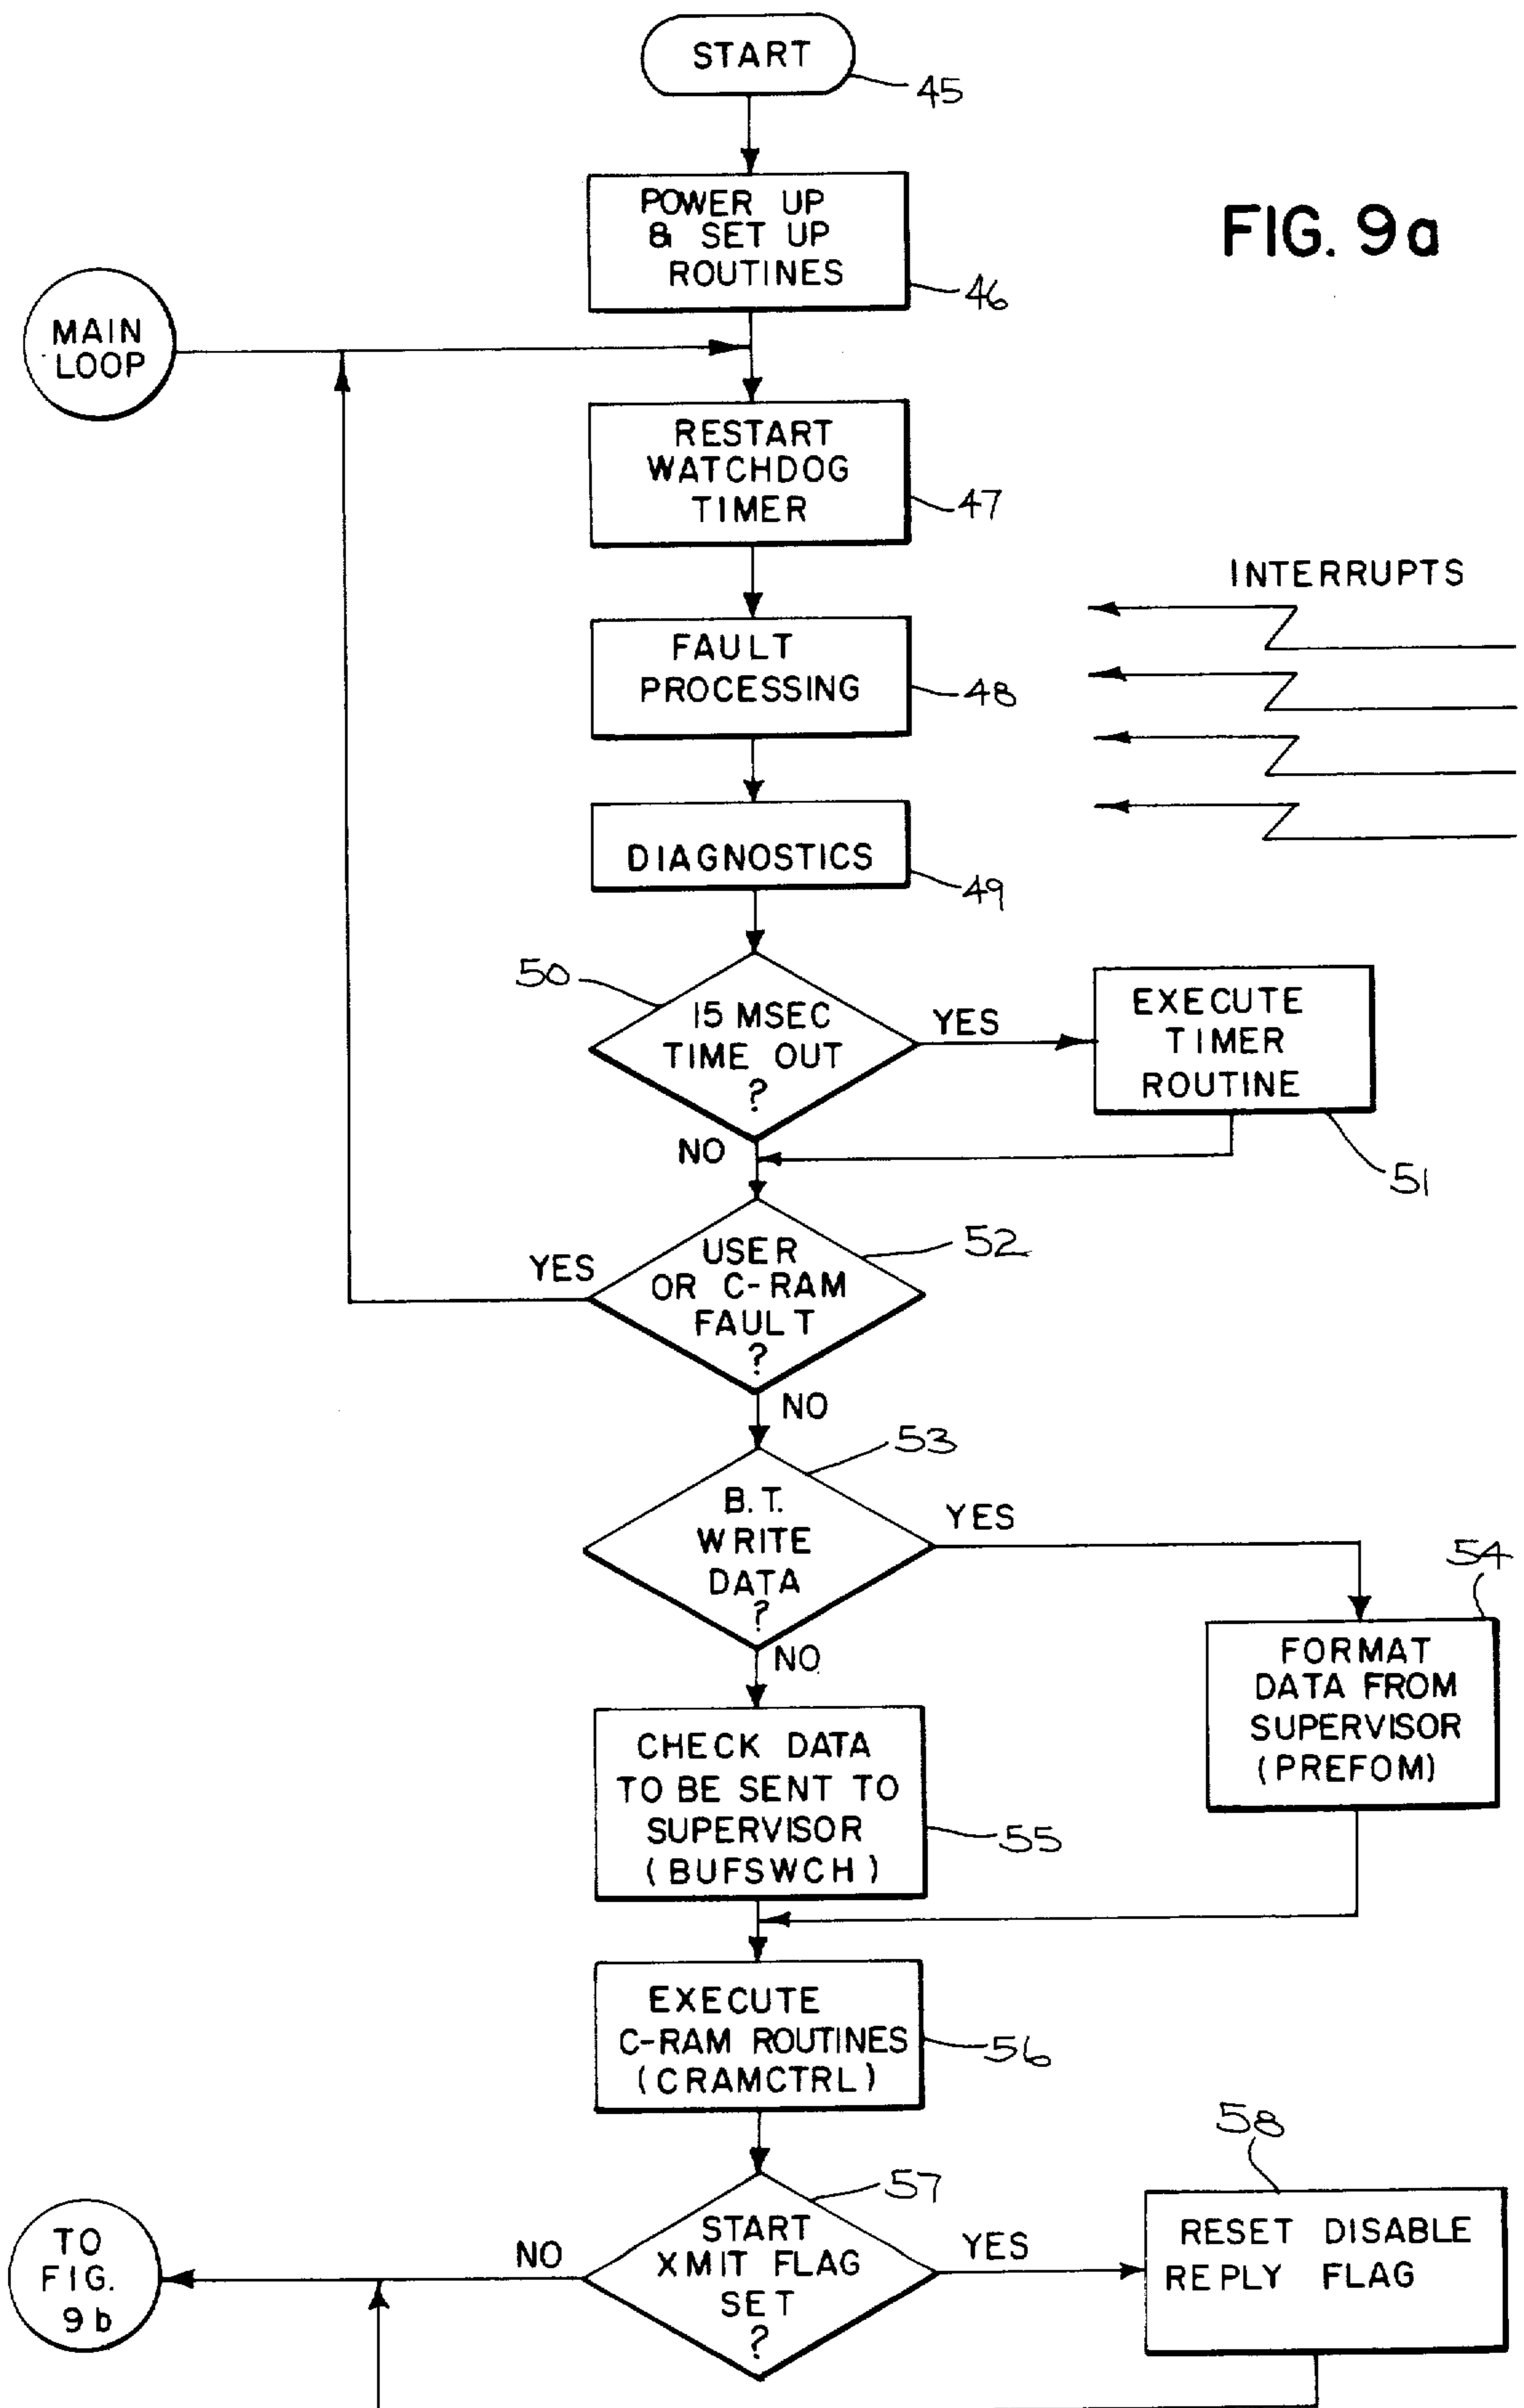 START
45
POWER UP
& SET UP
ROUTINES
46
FIG. 9a
MAIN
LOOP
RESTART
WATCHDOG
TIMER
47
INTERRUPTS
FAULT
PROCESSING
48
DIAGNOSTICS
49
50
15 MSEC
TIME OUT
?
YES
EXECUTE
TIMER
ROUTINE
51
NO
USER
OR C-RAM
FAULT
?
52
YES
NO
53
B.T.
WRITE
DATA
?
YES
54
FORMAT
DATA FROM
SUPERVISOR
(PREFOM)
NO
CHECK DATA
TO BE SENT TO
SUPERVISOR
(BUFSWCH)
55
EXECUTE
C-RAM ROUTINES
(CRAMCTRL)
56
57
START
XMIT FLAG
SET
?
YES
58
RESET DISABLE
REPLY FLAG
NO
TO
FIG.
9b